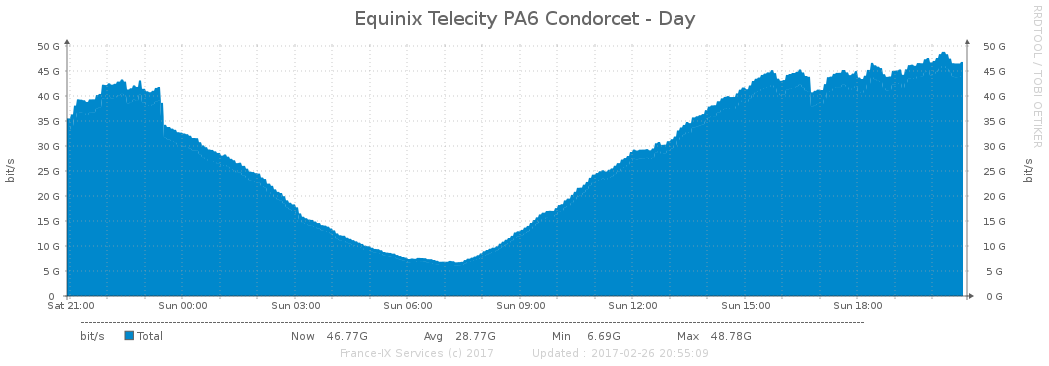 Equinix Telecity PA6 Condorcet - Day
RRDTOOL / TOBI OETIKER
50 G 50 G
45 G 45 G
40 G 40 G
35 G 35 G
30 G 30 G
25 G 25 G
20 G 20 G
15 G 15 G
10 G 10 G
5 G 5 G
0 0 G
bit/s bit/s
Sat 21:00 Sun 00:00 Sun 03:00 Sun 06:00 Sun 09:00 Sun 12:00 Sun 15:00 Sun 18:00
bit/s Total Now 46.77G Avg 28.77G Min 6.69G Max 48.78G
France-IX Services (c) 2017 Updated : 2017-02-26 20:55:09